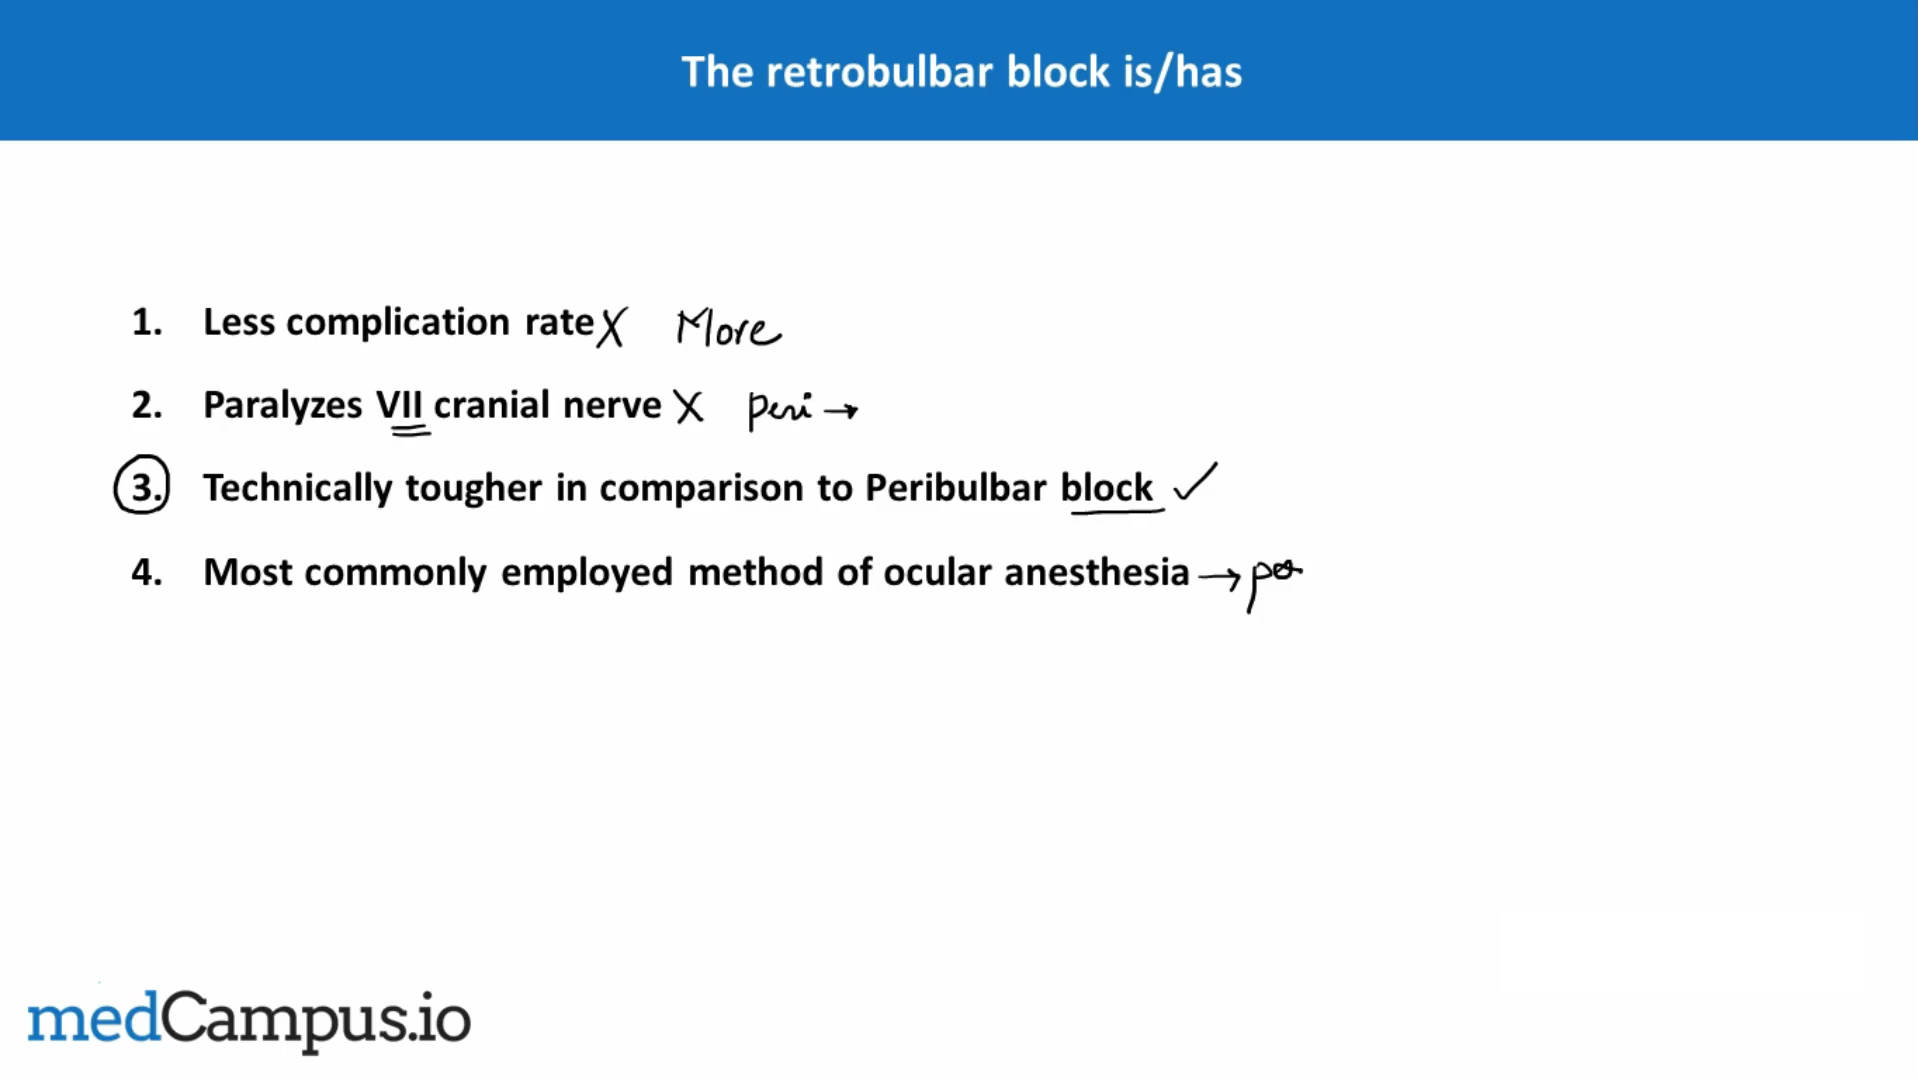 The retrobulbar block is/has
1. Less complication rate X More
2. Paralyzes VII cranial nerve X peri →
3. Technically tougher in comparison to Peribulbar block ✓
4. Most commonly employed method of ocular anesthesia →
medCampus.io